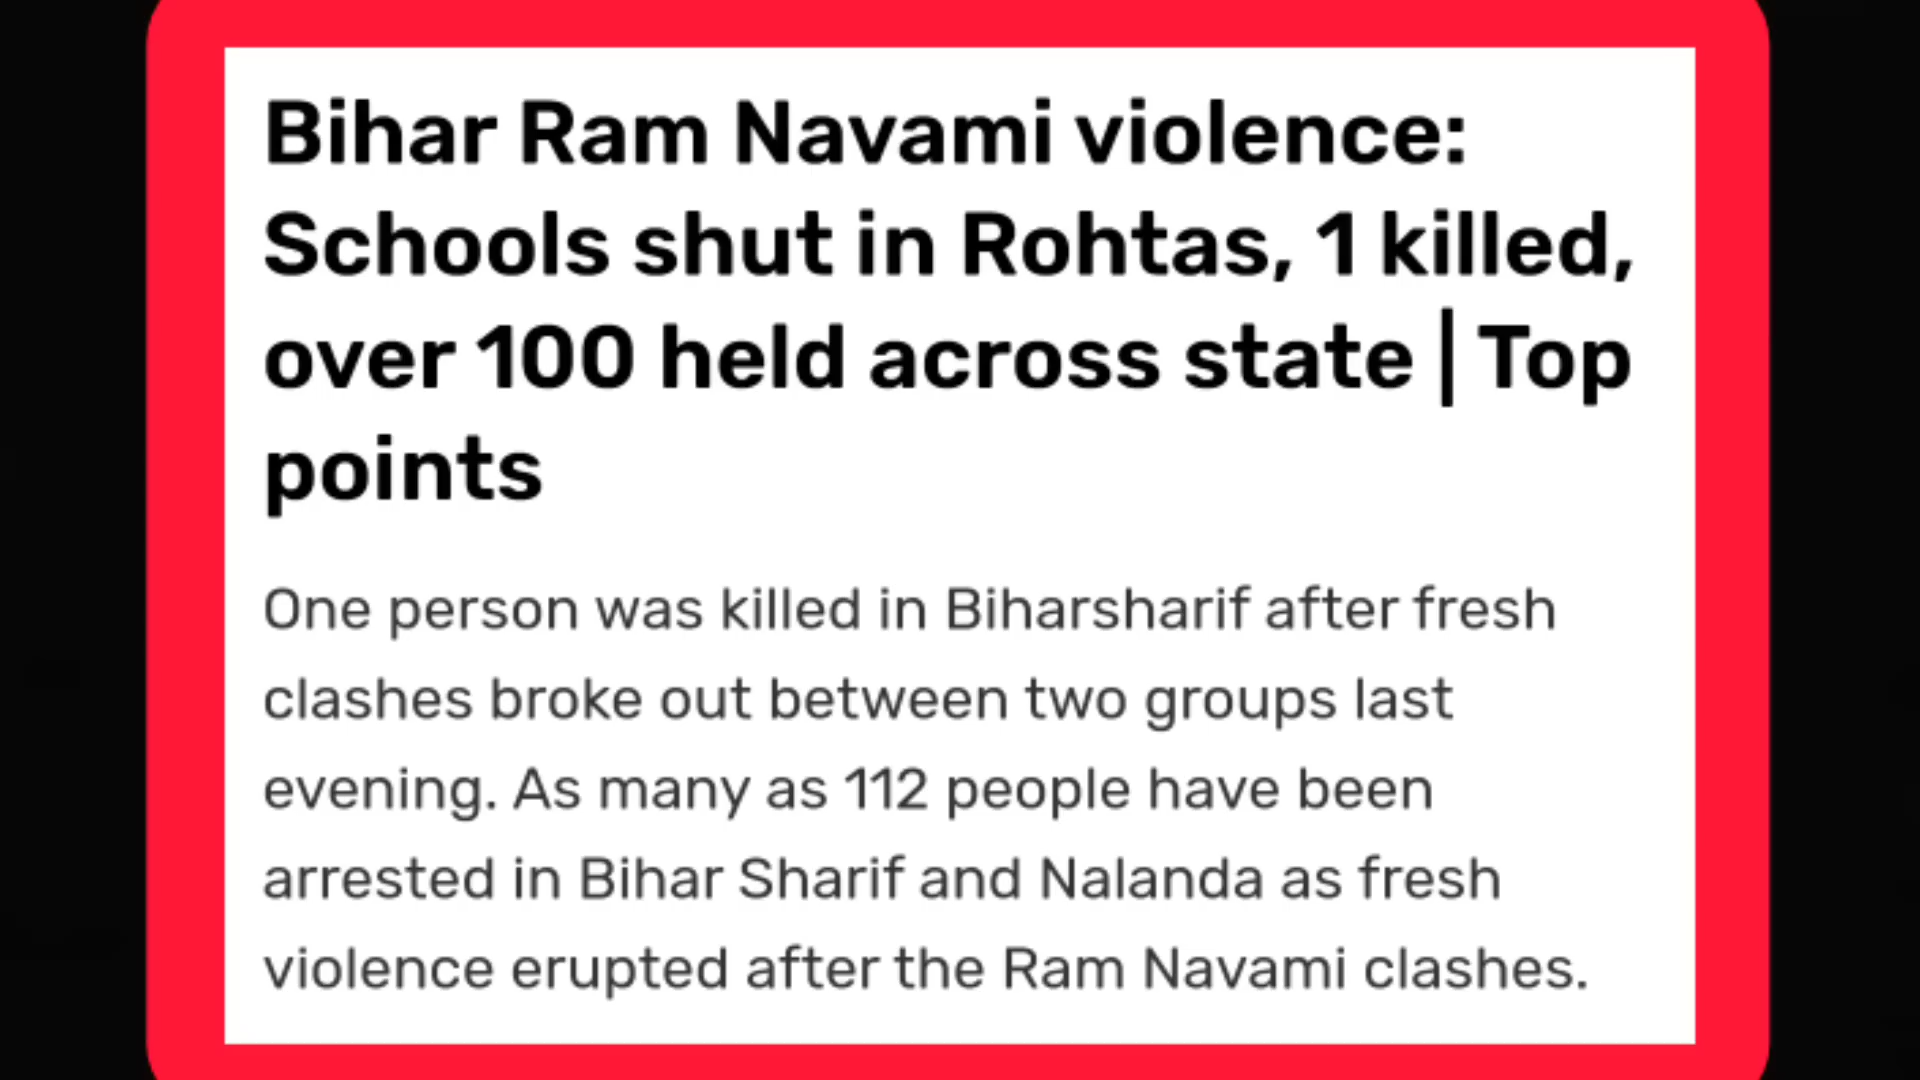 Bihar Ram Navami violence:
Schools shut in Rohtas, 1 killed,
over 100 held across state | Top
points
One person was killed in Biharsharif after fresh
clashes broke out between two groups last
evening. As many as 112 people have been
arrested in Bihar Sharif and Nalanda as fresh
violence erupted after the Ram Navami clashes.